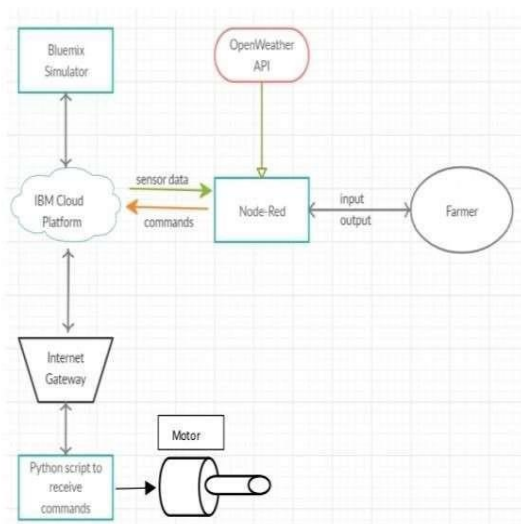 Bluemix
Simulator
OpenWeather
API
sensor data
IBM Cloud
Platform
commands
Node-Red
input
output
Farmer
Internet
Gateway
Motor
Python script to
receive
commands